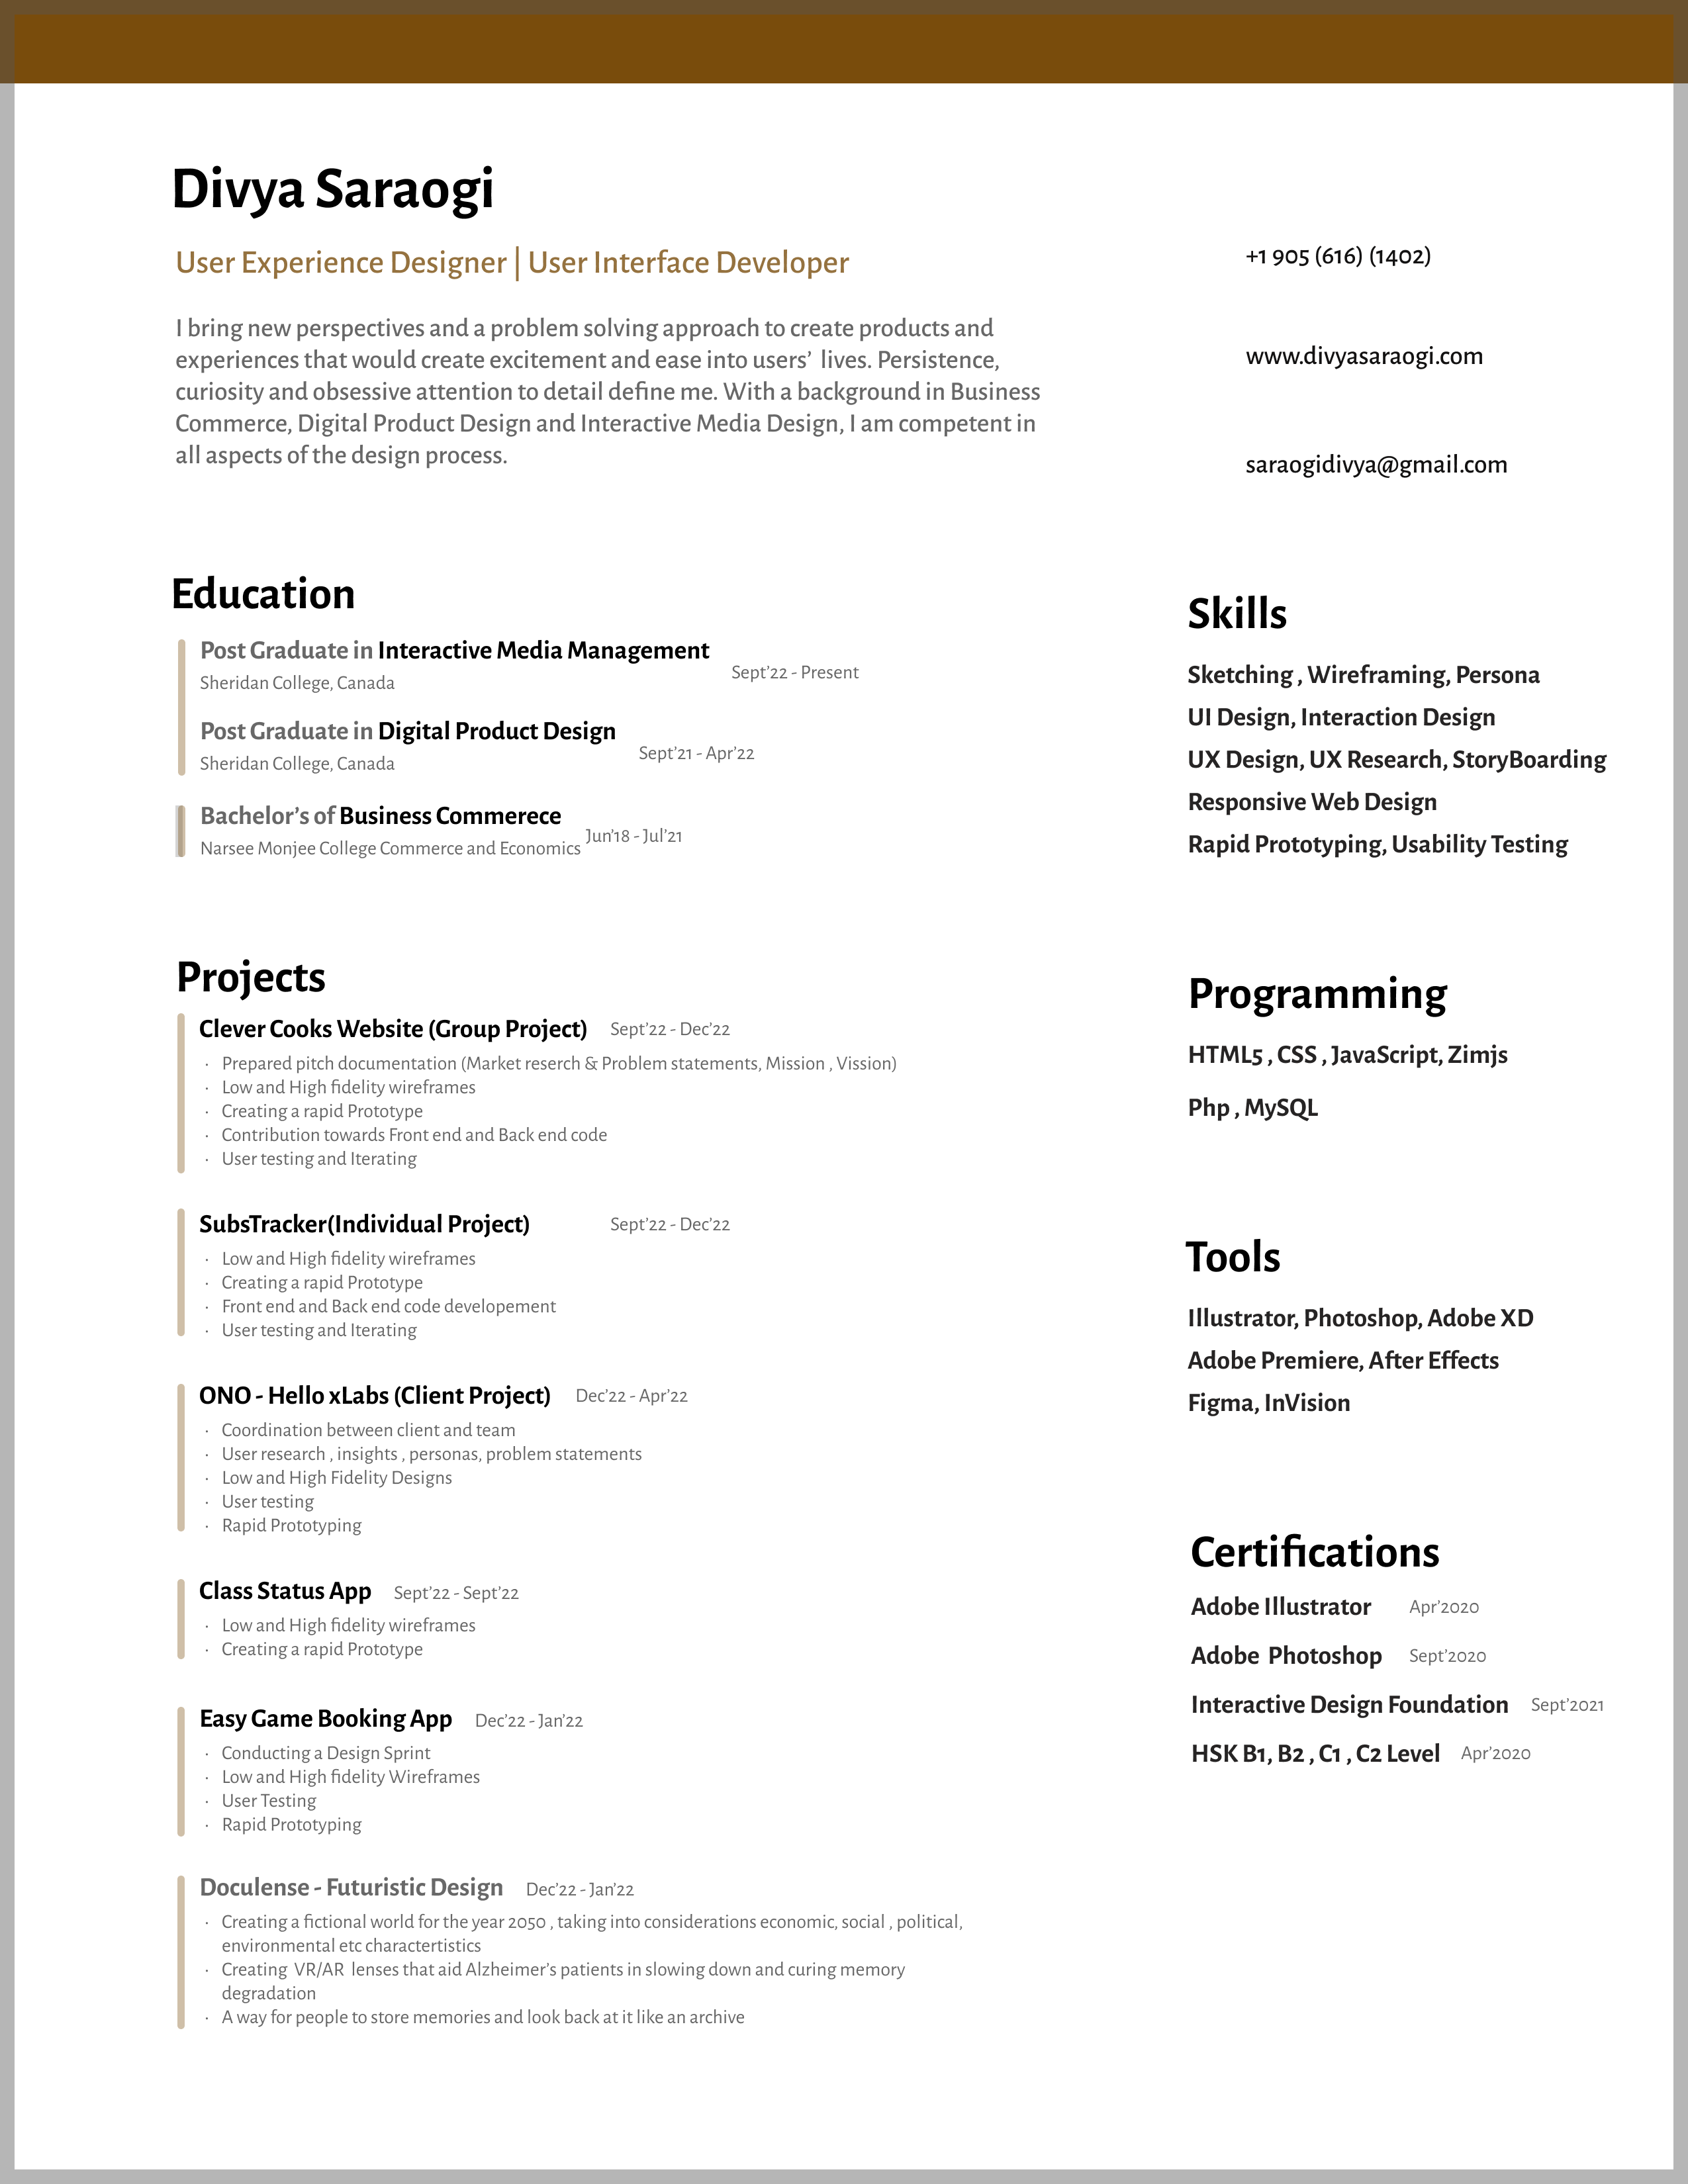 Divya Saraogi
User Experience Designer | User Interface Developer
I bring new perspectives and a problem solving approach to create products and
experiences that would create excitement and ease into users’  lives. Persistence,
curiosity and obsessive attention to detail define me. With a background in Business
Commerce, Digital Product Design and Interactive Media Design, I am competent in
all aspects of the design process.
+1 905 (616) (1402)
www.divyasaraogi.com
saraogidivya@gmail.com
Education
Post Graduate in Interactive Media Management
Sept’22 - Present
Sheridan College, Canada
Post Graduate in Digital Product Design
Sept’21 - Apr’22
Sheridan College, Canada
Bachelor’s of Business Commerece
Jun’18 - Jul’21
Narsee Monjee College Commerce and Economics
Projects
Clever Cooks Website (Group Project) Sept’22 - Dec’22
· Prepared pitch documentation (Market reserch & Problem statements, Mission , Vission)
· Low and High fidelity wireframes
· Creating a rapid Prototype
· Contribution towards Front end and Back end code
· User testing and Iterating
SubsTracker(Individual Project) Sept’22 - Dec’22
· Low and High fidelity wireframes
· Creating a rapid Prototype
· Front end and Back end code developement
· User testing and Iterating
ONO - Hello xLabs (Client Project) Dec’22 - Apr’22
· Coordination between client and team
· User research , insights , personas, problem statements
· Low and High Fidelity Designs
· User testing
· Rapid Prototyping
Class Status App Sept’22 - Sept’22
· Low and High fidelity wireframes
· Creating a rapid Prototype
Easy Game Booking App Dec’22 - Jan’22
· Conducting a Design Sprint
· Low and High fidelity Wireframes
· User Testing
· Rapid Prototyping
Doculense - Futuristic Design Dec’22 - Jan’22
· Creating a fictional world for the year 2050 , taking into considerations economic, social , political,
environmental etc charactertistics
· Creating  VR/AR  lenses that aid Alzheimer’s patients in slowing down and curing memory
degradation
· A way for people to store memories and look back at it like an archive
Skills
Sketching , Wireframing, Persona
UI Design, Interaction Design
UX Design, UX Research, StoryBoarding
Responsive Web Design
Rapid Prototyping, Usability Testing
Programming
HTML5 , CSS , JavaScript, Zimjs
Php , MySQL
Tools
Illustrator, Photoshop, Adobe XD
Adobe Premiere, After Effects
Figma, InVision
Certifications
Adobe Illustrator Apr’2020
Adobe  Photoshop Sept’2020
Interactive Design Foundation Sept’2021
HSK B1, B2 , C1 , C2 Level Apr’2020